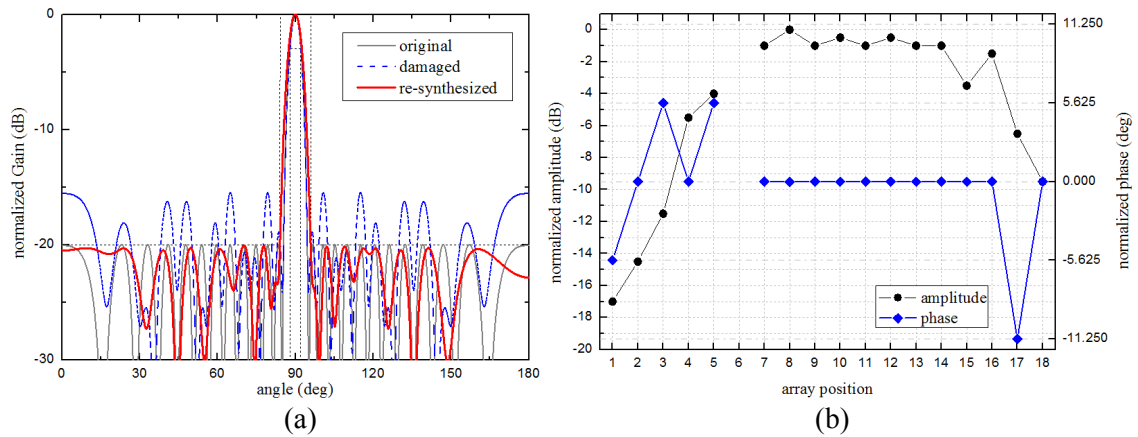 normalized Gain (dB)
0
-10
-20
-30
original
damaged
re-synthesized
0 30 60 90 120 150 180
angle (deg)
(a)
normalized amplitude (dB)
0
-2
-4
-6
-8
-10
-12
-14
-16
-18
-20
amplitude
phase
11.250
5.625
0.000
-5.625
-11.250
normalized phase (deg)
1 2 3 4 5 6 7 8 9 10 11 12 13 14 15 16 17 18
array position
(b)